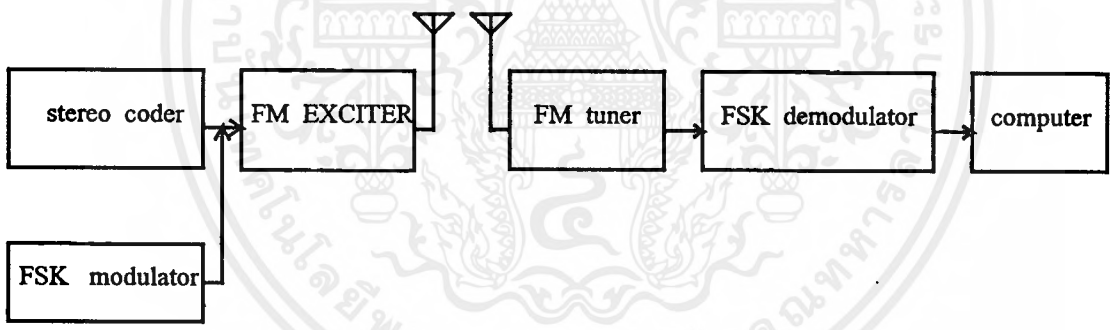 stereo coder
FM EXCITER
FM tuner
FSK demodulator
computer
FSK modulator